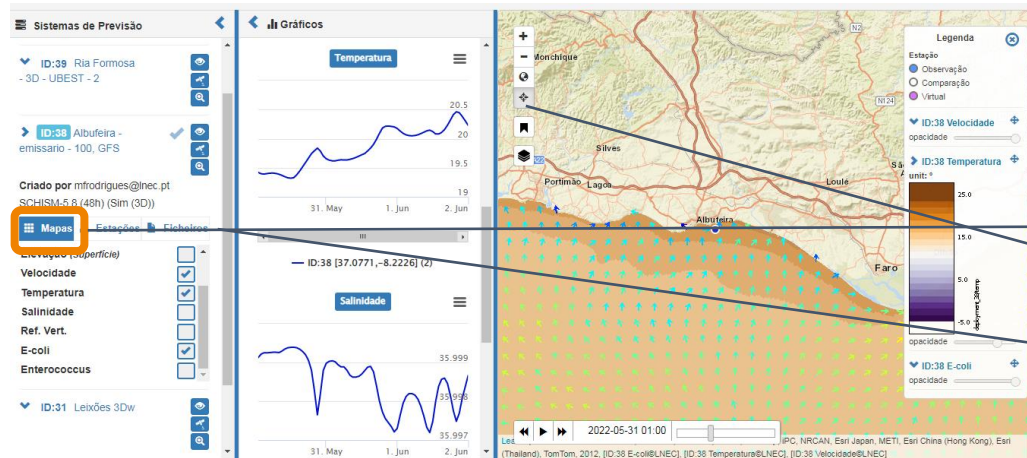 Sistemas de Previsão
ID:39 Ria Formosa
- 3D - UBEST - 2
ID:38 Albufeira -
emissario - 100, GFS
Criado por mfrodrigues@lnec.pt
SCHISM-5.8 (48h) (Sim (3D))
Mapas
Estações
Ficheiros
Elevação (Superfície)
Velocidade
Temperatura
Salinidade
Ref. Vert.
E-coli
Enterococcus
ID:31 Leixões 3Dw
Gráficos
Temperatura
20.5
20
19.5
19
31. May
1. Jun
2. Jun
ID:38 [37.0771,-8.2226] (2)
Salinidade
35.999
35.998
35.997
31. May
1. Jun
2. Jun
Monchique
N2
N124
Silves
Portimão
Lagoa
Loulé
Albufeira
Faro
N22
Legenda
Estação
Observação
Comparação
Virtual
ID:38 Velocidade
opacidade
ID:38 Temperatura
unit: °
25.0
15.0
5.0
-5.0
opacidade
ID:38 E-coli
opacidade
2022-05-31 01:00
IPC, NRCAN, Esri Japan, METI, Esri China (Hong Kong), Esri
(Thailand), TomTom, 2012, [ID:38 E-coli©LNEC], [ID:38 Temperatura©LNEC], [ID:38 Velocidade©LNEC]